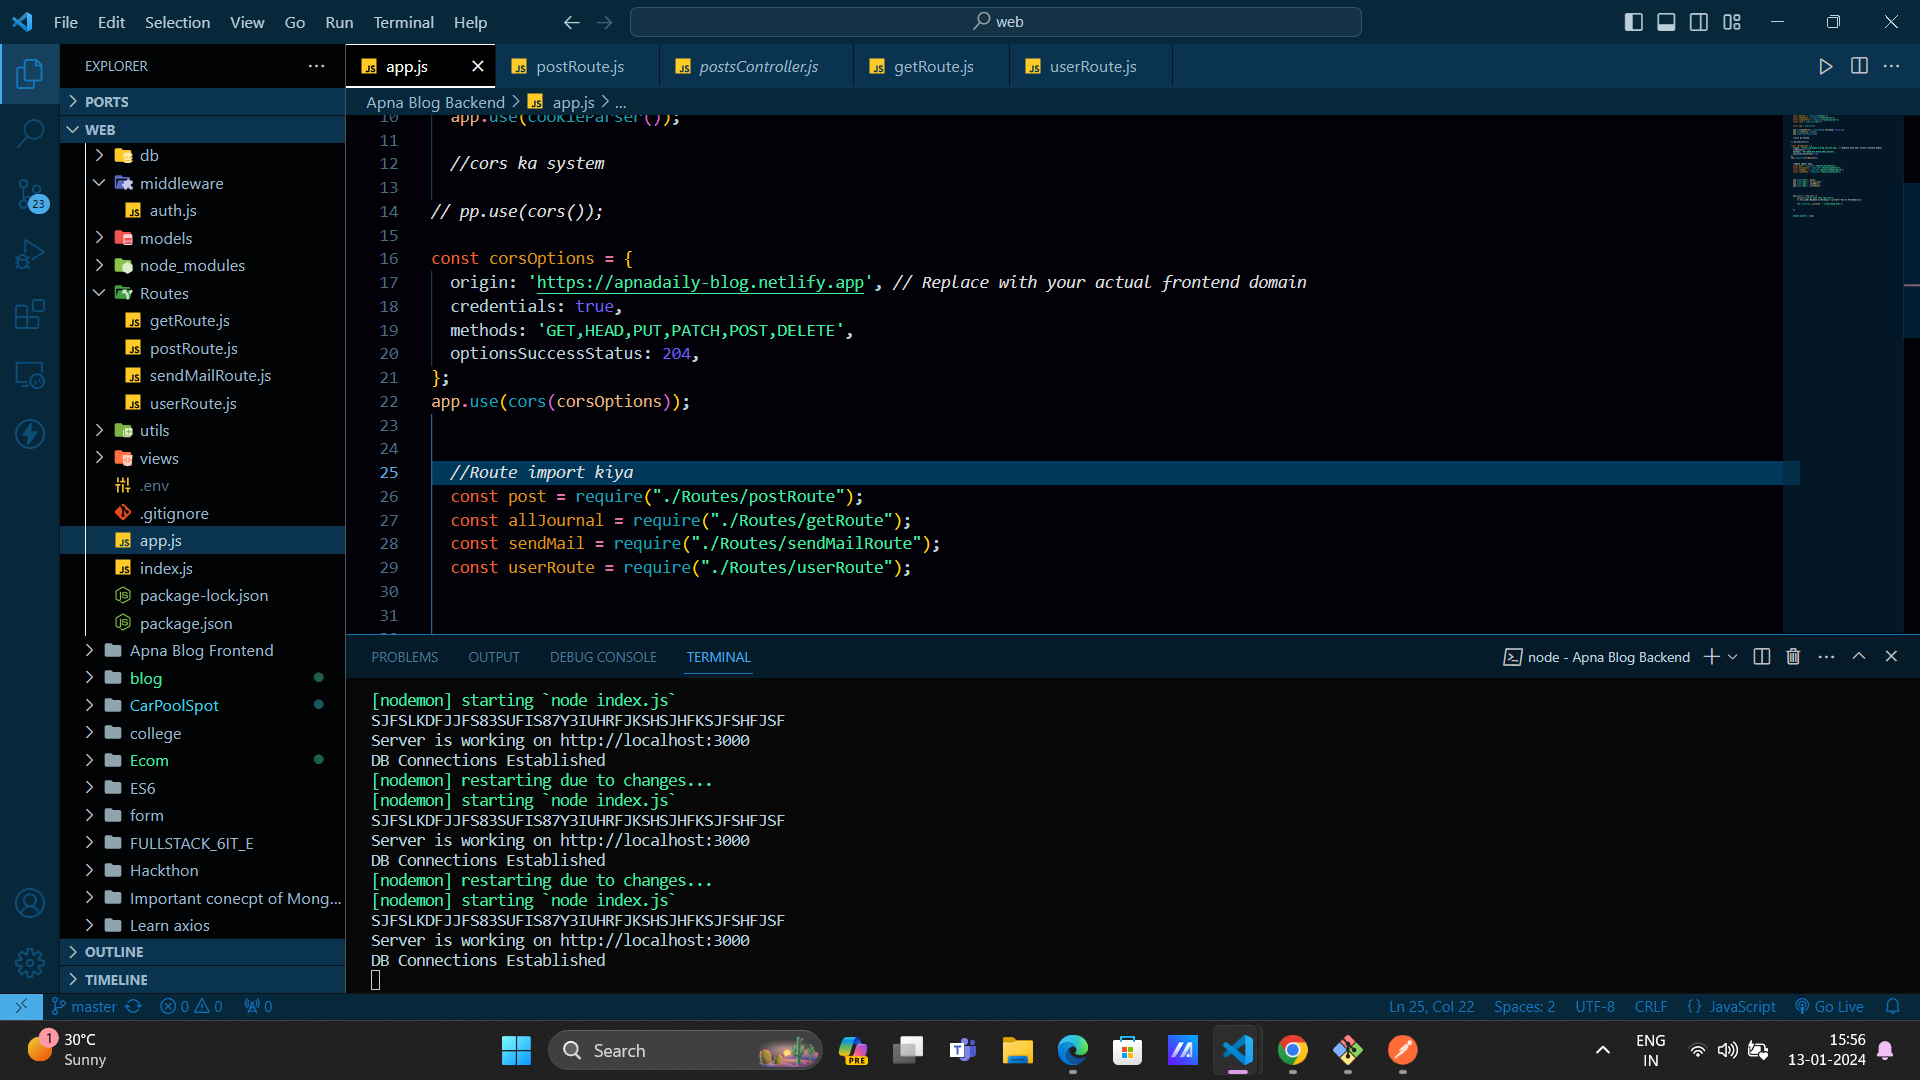 File Edit Selection View Go Run Terminal Help
web
EXPLORER
PORTS
WEB
db
middleware
auth.js
models
node_modules
Routes
getRoute.js
postRoute.js
sendMailRoute.js
userRoute.js
utils
views
.env
.gitignore
app.js
index.js
package-lock.json
package.json
Apna Blog Frontend
blog
CarPoolSpot
college
Ecom
ES6
form
FULLSTACK_6IT_E
Hackthon
Important conecpt of Mong...
Learn axios
OUTLINE
TIMELINE
23
app.js postRoute.js postsController.js getRoute.js userRoute.js
Apna Blog Backend > app.js > ...
10 app.use(cookieParser());
11
12 //cors ka system
13
14 // pp.use(cors());
15
16 const corsOptions = {
17 origin: 'https://apnadaily-blog.netlify.app', // Replace with your actual frontend domain
18 credentials: true,
19 methods: 'GET,HEAD,PUT,PATCH,POST,DELETE',
20 optionsSuccessStatus: 204,
21 };
22 app.use(cors(corsOptions));
23
24
25 //Route import kiya
26 const post = require("./Routes/postRoute");
27 const allJournal = require("./Routes/getRoute");
28 const sendMail = require("./Routes/sendMailRoute");
29 const userRoute = require("./Routes/userRoute");
30
31
PROBLEMS OUTPUT DEBUG CONSOLE TERMINAL
node - Apna Blog Backend
[nodemon] starting `node index.js`
SJFSLKDFJJFS83SUFIS87Y3IUHRFJKSHSJHFKSJFSHFJSF
Server is working on http://localhost:3000
DB Connections Established
[nodemon] restarting due to changes...
[nodemon] starting `node index.js`
SJFSLKDFJJFS83SUFIS87Y3IUHRFJKSHSJHFKSJFSHFJSF
Server is working on http://localhost:3000
DB Connections Established
[nodemon] restarting due to changes...
[nodemon] starting `node index.js`
SJFSLKDFJJFS83SUFIS87Y3IUHRFJKSHSJHFKSJFSHFJSF
Server is working on http://localhost:3000
DB Connections Established
master 0 0 0
Ln 25, Col 22 Spaces: 2 UTF-8 CRLF {} JavaScript Go Live
1
30°C
Sunny
Search
PRE
ENG
IN
15:56
13-01-2024